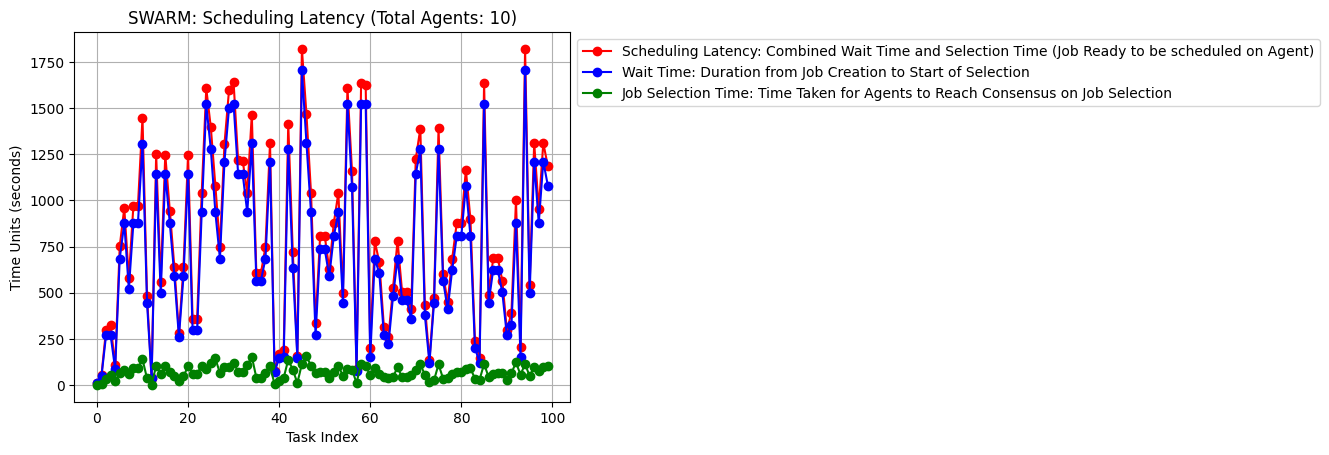 SWARM: Scheduling Latency (Total Agents: 10)
Scheduling Latency: Combined Wait Time and Selection Time (Job Ready to be scheduled on Agent)
Wait Time: Duration from Job Creation to Start of Selection
Job Selection Time: Time Taken for Agents to Reach Consensus on Job Selection
Time Units (seconds)
1750
1500
1250
1000
750
500
250
0
0
20
40
60
80
100
Task Index